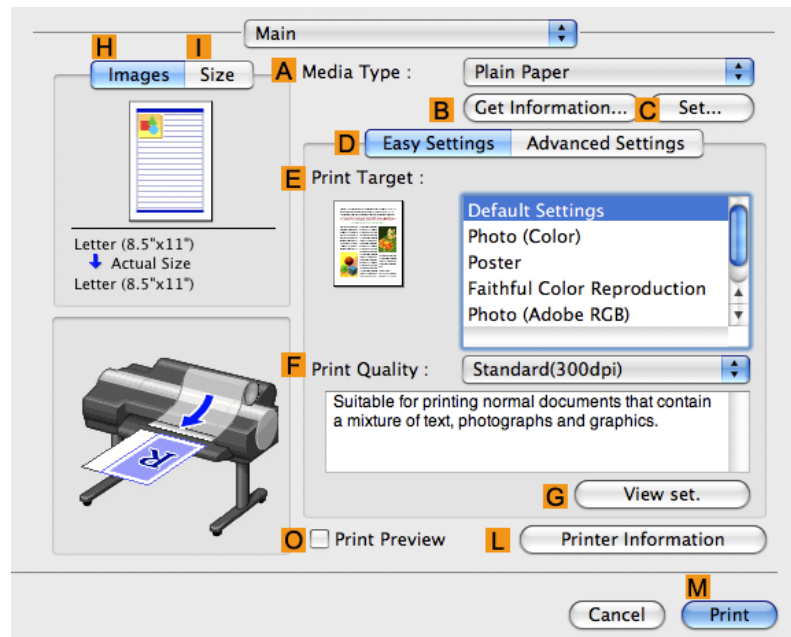 Main
H I
Images Size
A Media Type : Plain Paper
B Get Information... C Set...
D Easy Settings Advanced Settings
E Print Target :
Default Settings
Photo (Color)
Poster
Faithful Color Reproduction
Photo (Adobe RGB)
Letter (8.5"x11")
Actual Size
Letter (8.5"x11")
F Print Quality : Standard(300dpi)
Suitable for printing normal documents that contain
a mixture of text, photographs and graphics.
R
G View set.
O Print Preview L Printer Information
M
Cancel Print